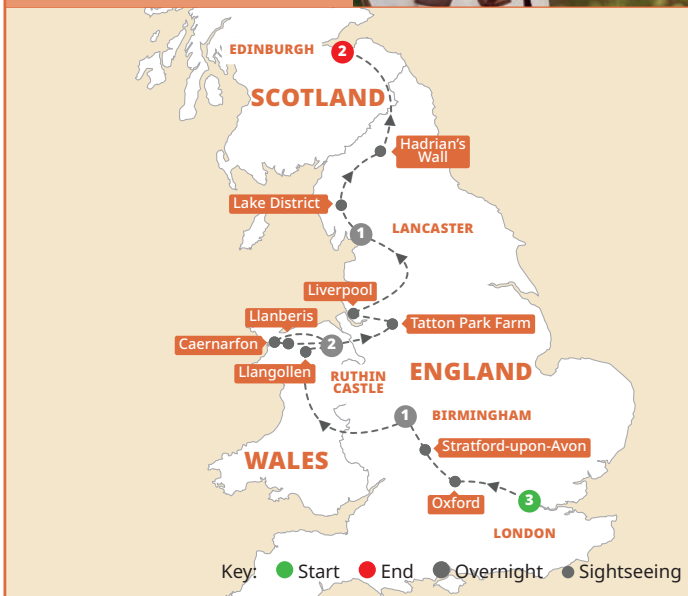 EDINBURGH
2
SCOTLAND
Hadrian's
Wall
Lake District
1
LANCASTER
Liverpool
Llanberis
Tatton Park Farm
Caernarfon
2
Llangollen
RUTHIN
CASTLE
ENGLAND
1
BIRMINGHAM
Stratford-upon-Avon
WALES
Oxford
3
LONDON
Key: Start End Overnight Sightseeing